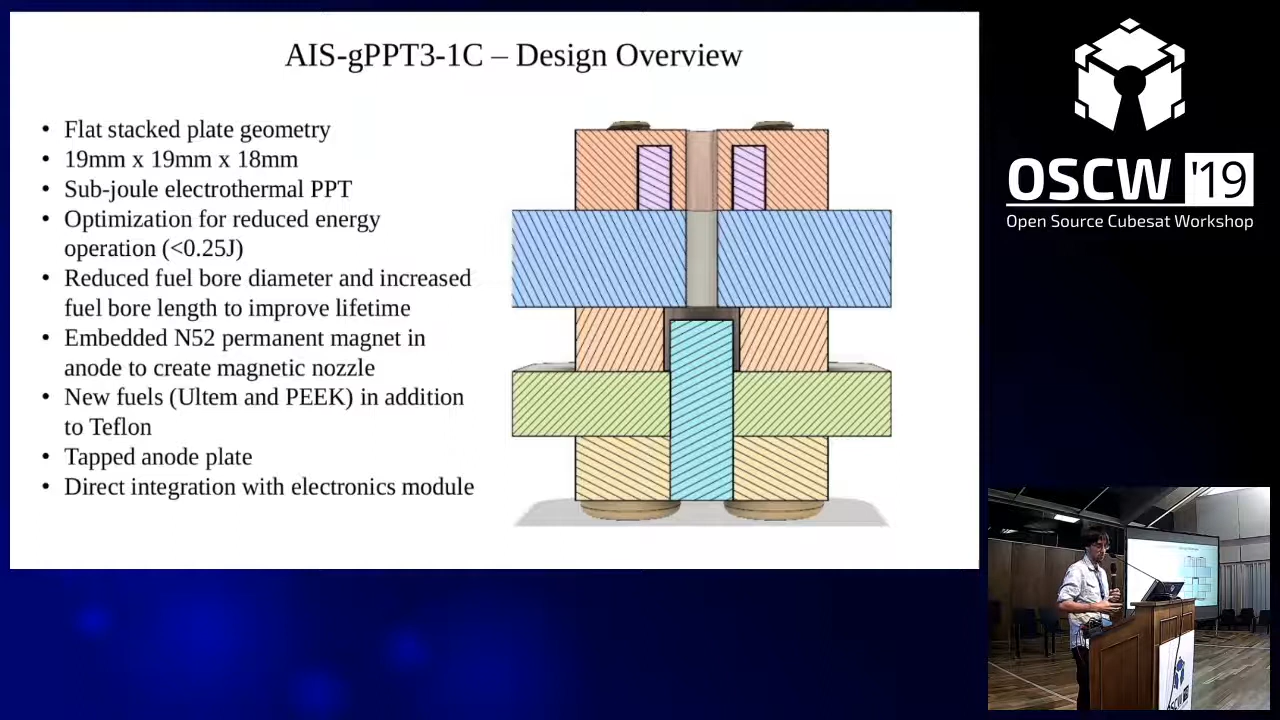 AIS-gPPT3-1C – Design Overview
• Flat stacked plate geometry
• 19mm x 19mm x 18mm
• Sub-joule electrothermal PPT
• Optimization for reduced energy
operation (<0.25J)
• Reduced fuel bore diameter and increased
fuel bore length to improve lifetime
• Embedded N52 permanent magnet in
anode to create magnetic nozzle
• New fuels (Ultem and PEEK) in addition
to Teflon
• Tapped anode plate
• Direct integration with electronics module
OSCW '19
Open Source Cubesat Workshop